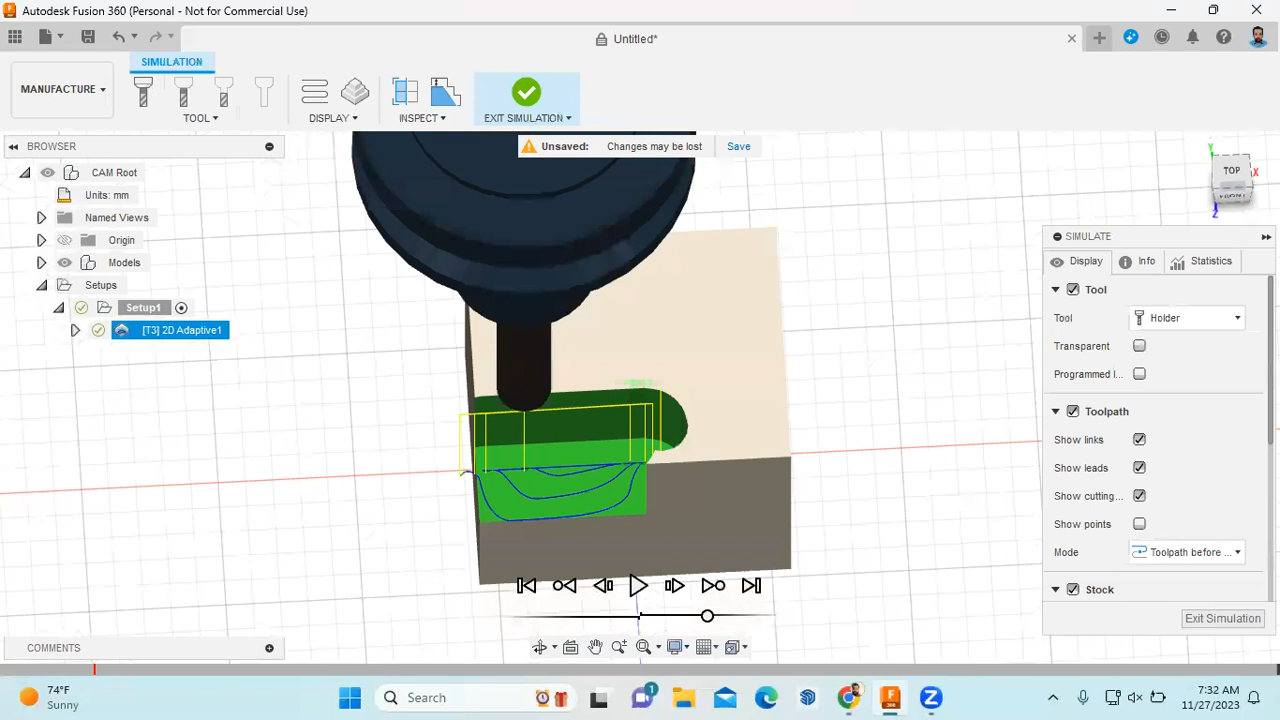 Autodesk Fusion 360 (Personal - Not for Commercial Use)
Untitled*
SIMULATION
MANUFACTURE
TOOL
DISPLAY
INSPECT
EXIT SIMULATION
Unsaved: Changes may be lost Save
BROWSER
CAM Root
Units: mm
Named Views
Origin
Models
Setups
Setup1
[T3] 2D Adaptive1
Y
TOP
X
FRONT
Z
SIMULATE
Display Info Statistics
Tool
Tool Holder
Transparent
Programmed l...
Toolpath
Show links
Show leads
Show cutting...
Show points
Mode Toolpath before ...
Stock
Exit Simulation
COMMENTS
74°F
Sunny
Search
1
7:32 AM
11/27/2023